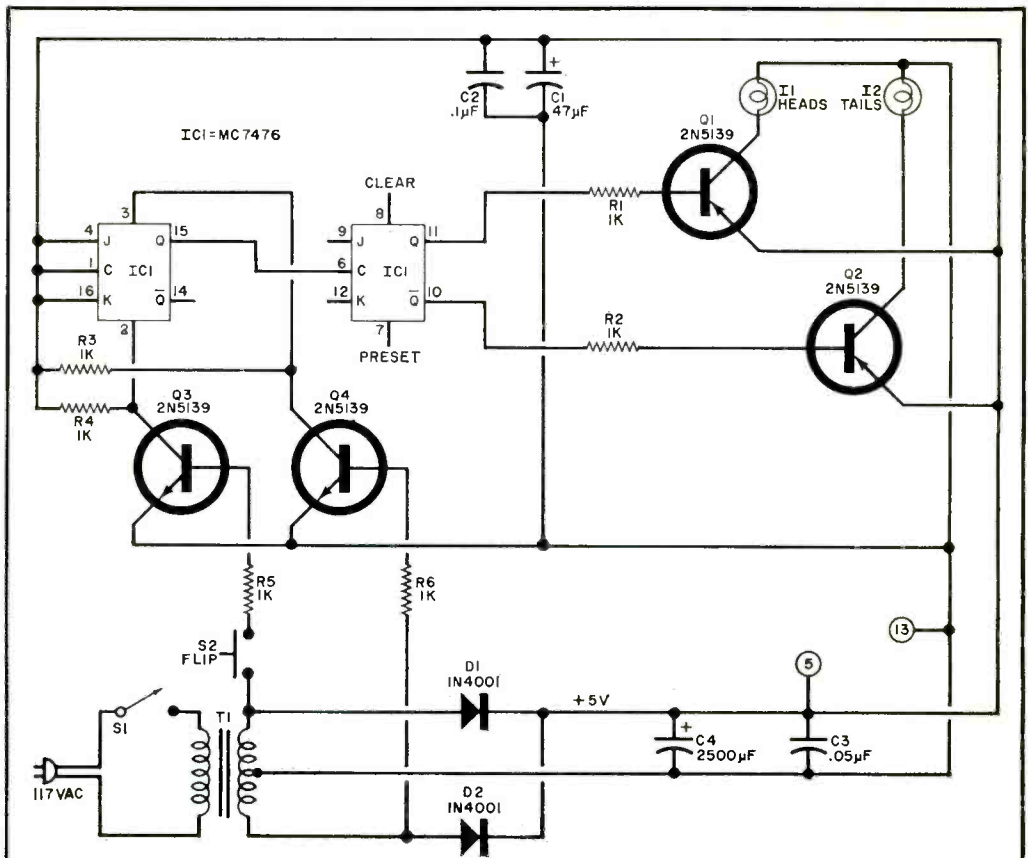 C2
.1µF
+
C1
47µF
I1
HEADS
I2
TAILS
IC1=MC7476
Q1
2N5139
CLEAR
3
8
4
J
Q
15
9
J
Q
11
R1
1K
1
C
IC1
6
C
IC1
Q2
2N5139
16
K
Q̅
14
12
K
Q̅
10
2
7
PRESET
R2
1K
R3
1K
R4
1K
Q3
2N5139
Q4
2N5139
R5
1K
R6
1K
13
S2
FLIP
D1
1N4001
+5V
5
S1
T1
+
C4
2500µF
C3
.05µF
117VAC
D2
1N4001